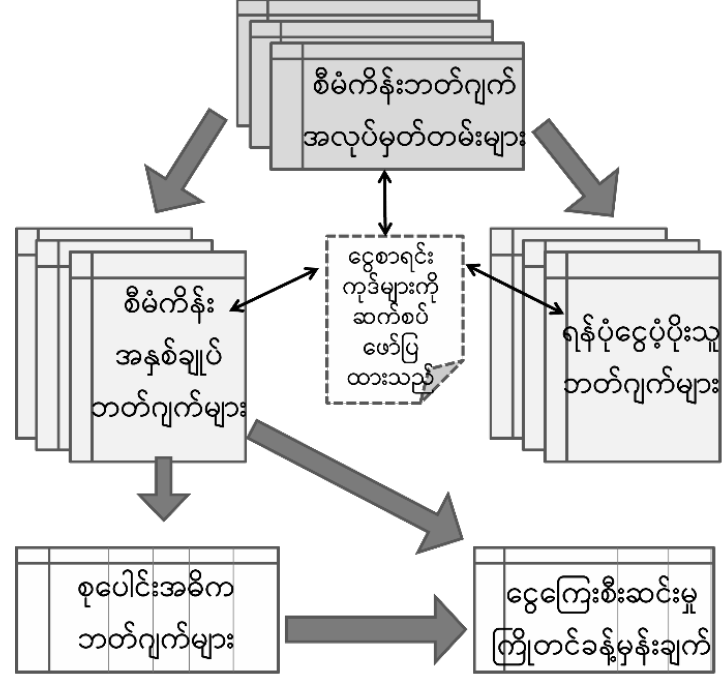 စီမံကိန်းဘတ်ဂျက်
အလုပ်မှတ်တမ်းများ
ငွေစာရင်း
ကုဒ်များကို
ဆက်စပ်
ဖော်ပြ
ထားသည်
စီမံကိန်း
အနှစ်ချုပ်
ဘတ်ဂျက်များ
ရန်ပုံငွေပံ့ပိုးသူ
ဘတ်ဂျက်များ
စုပေါင်းအဓိက
ဘတ်ဂျက်များ
ငွေကြေးစီးဆင်းမှု
ကြိုတင်ခန့်မှန်းချက်